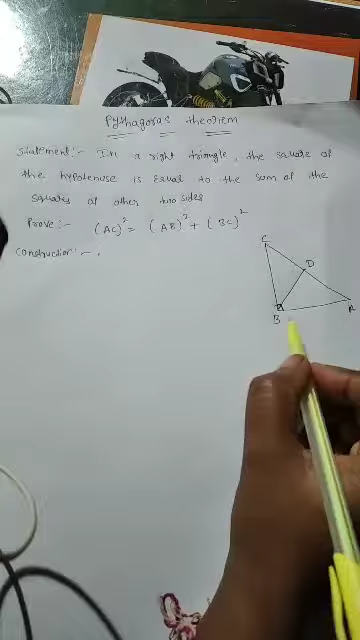 Pythagoras theorem
Statement:- In a right triangle, the square of
the hypotenuse is equal to the sum of the
squares of other two sides
Prove:- (AC)² = (AB)² + (BC)²
Construction:- .
C
D
A
B